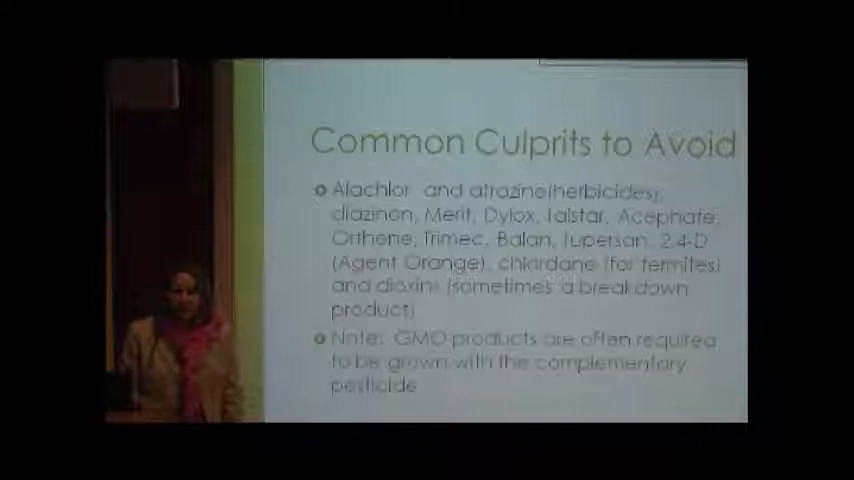 Common Culprits to Avoid
Alachlor and atrazine(herbicides),
diazinon, Merit, Dylox, Talstar, Acephate,
Orthene, Trimec, Balan, Tupersan, 2,4-D
(Agent Orange), chlordane (for termites)
and dioxins (sometimes a breakdown
product)
Note: GMO products are often required
to be grown with the complementary
pesticide